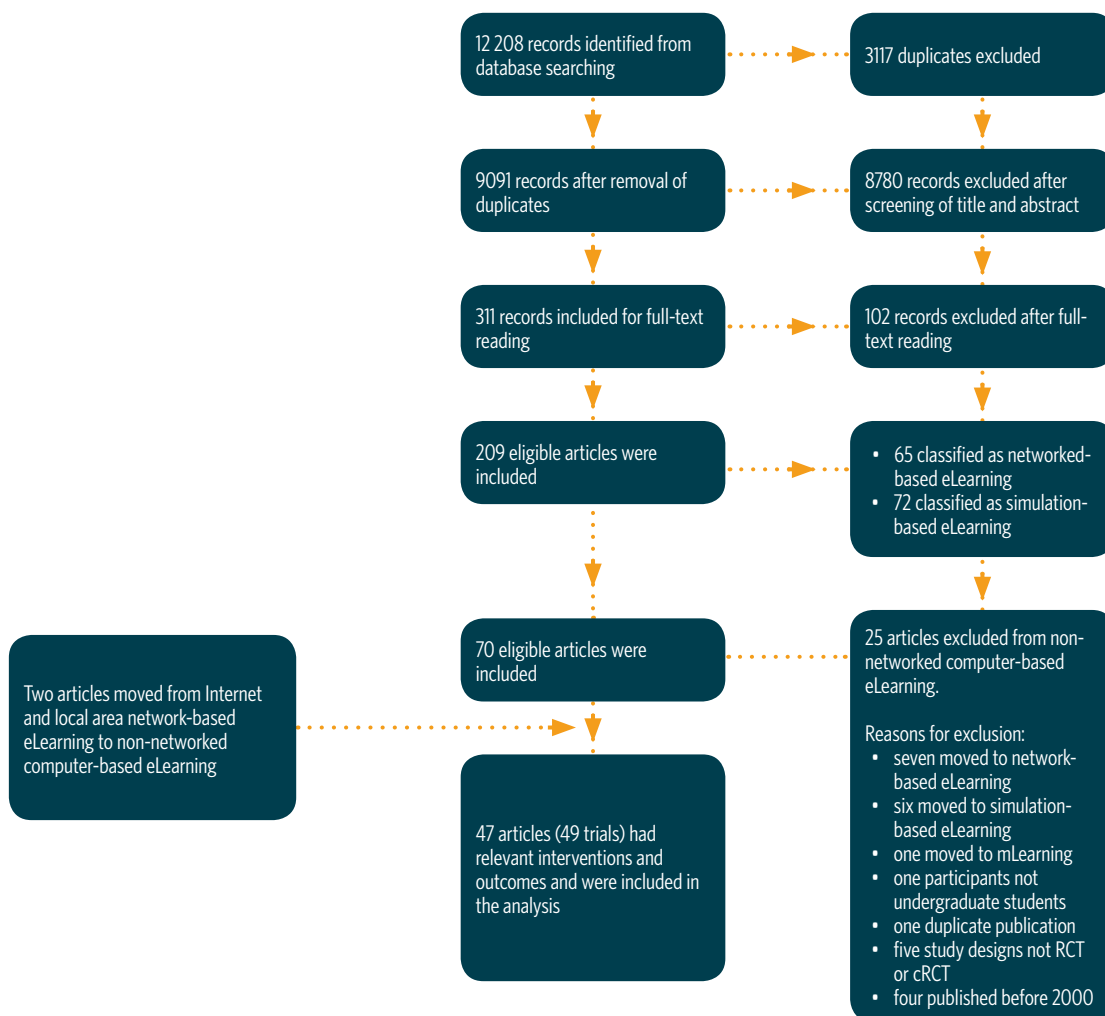 12 208 records identified from
database searching
3117 duplicates excluded
9091 records after removal of
duplicates
8780 records excluded after
screening of title and abstract
311 records included for full-text
reading
102 records excluded after full-
text reading
209 eligible articles were
included
• 65 classified as networked-
based eLearning
• 72 classified as simulation-
based eLearning
70 eligible articles were
included
25 articles excluded from non-
networked computer-based
eLearning.
Reasons for exclusion:
• seven moved to network-
based eLearning
• six moved to simulation-
based eLearning
• one moved to mLearning
• one participants not
undergraduate students
• one duplicate publication
• five study designs not RCT
or cRCT
• four published before 2000
Two articles moved from Internet
and local area network-based
eLearning to non-networked
computer-based eLearning
47 articles (49 trials) had
relevant interventions and
outcomes and were included in
the analysis